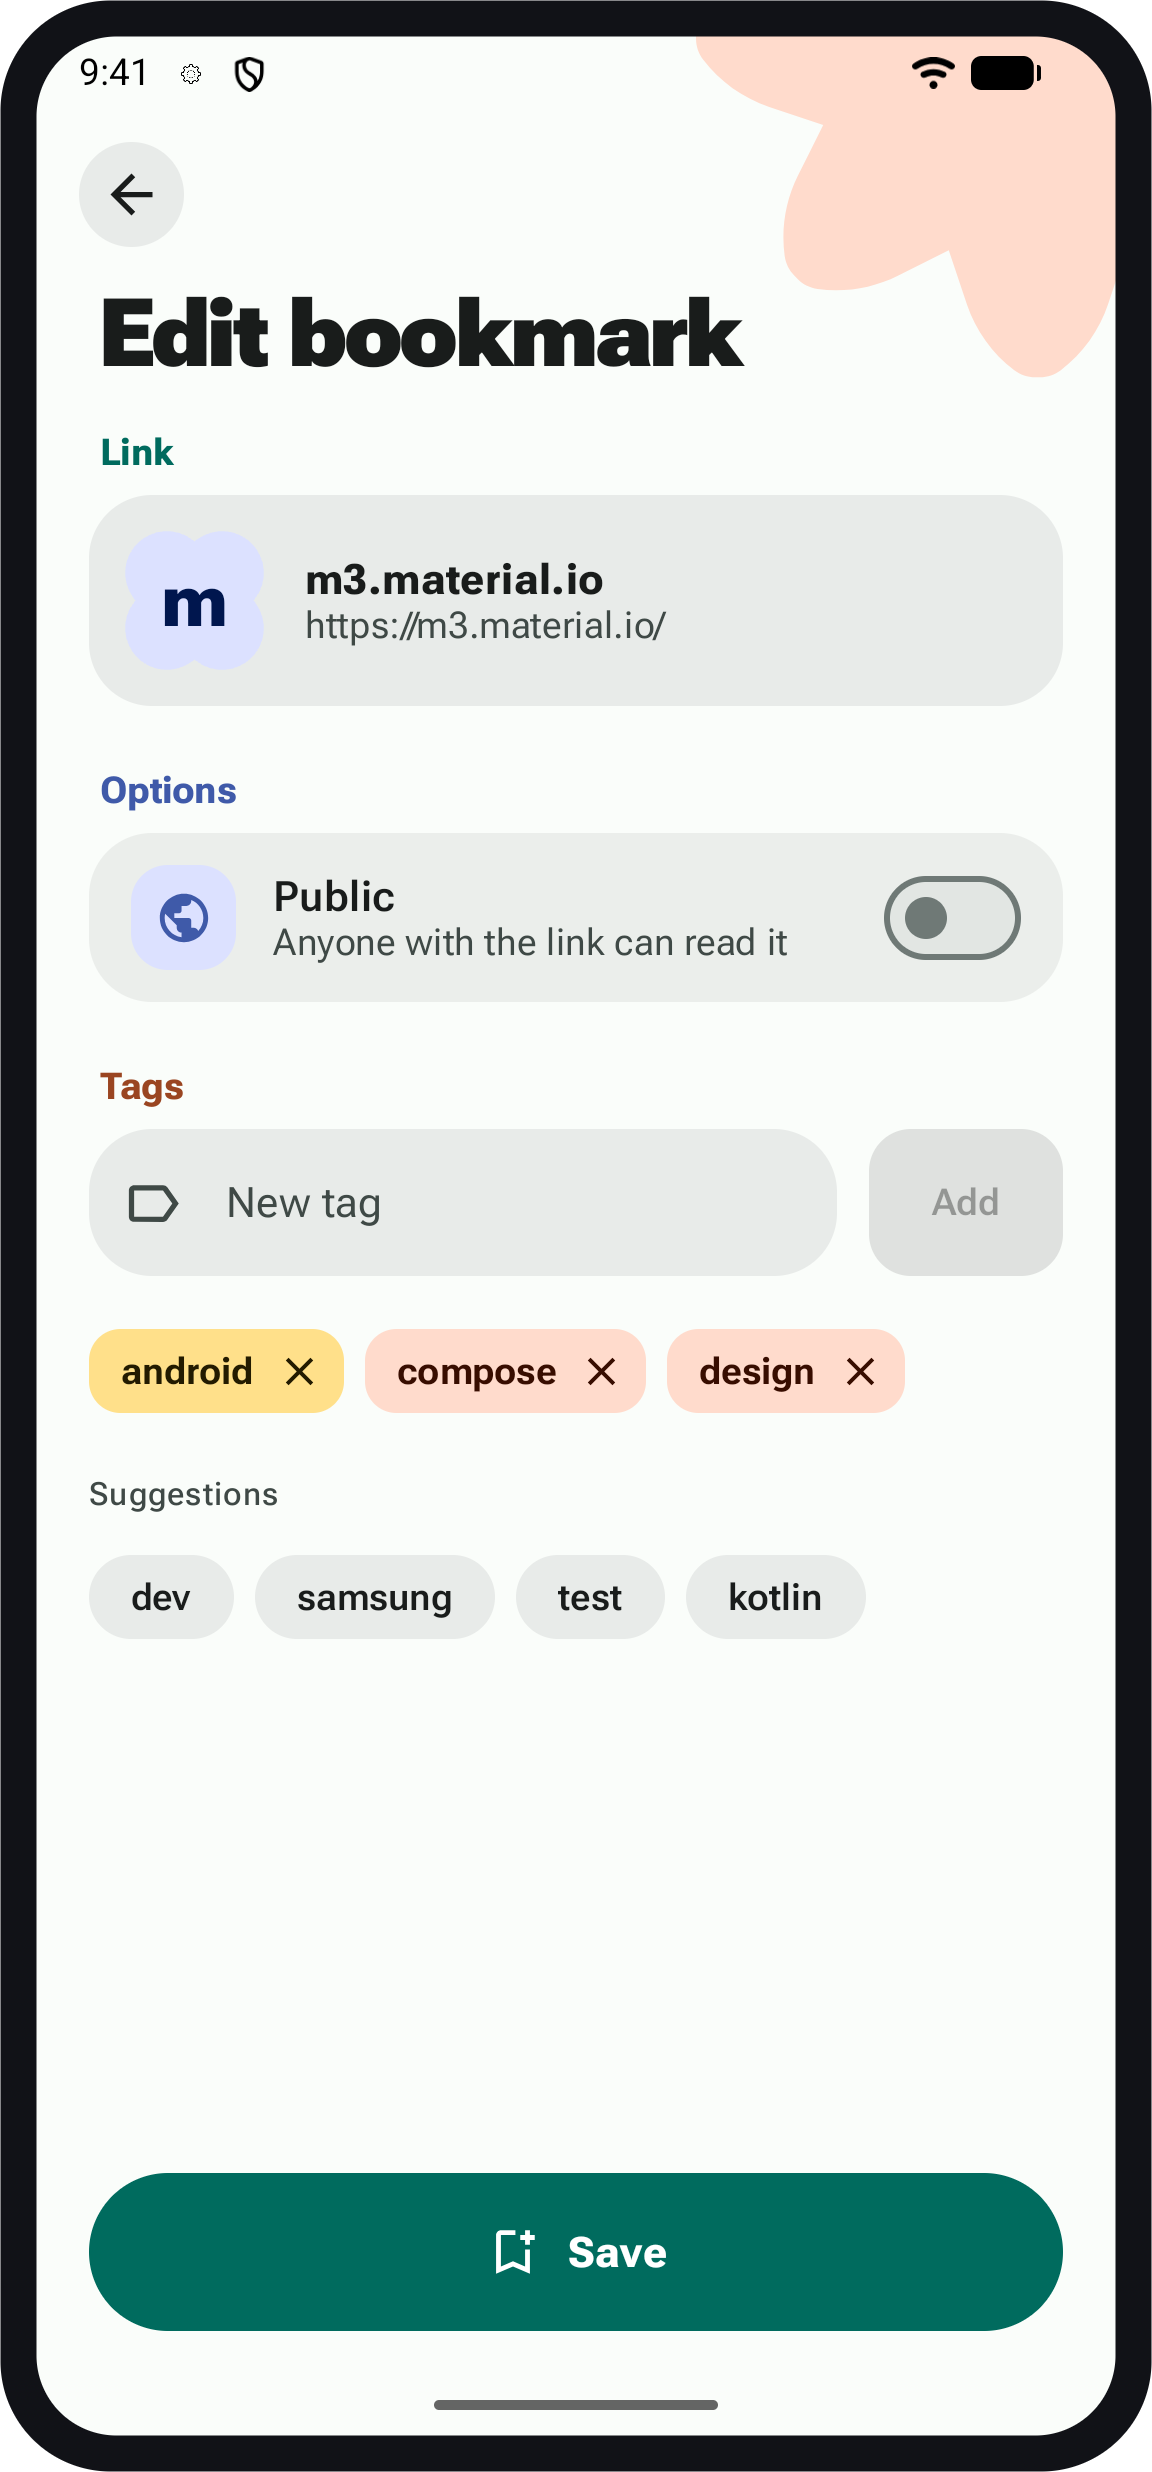 9:41
Edit bookmark
Link
m
m3.material.io
https://m3.material.io/
Options
Public
Anyone with the link can read it
Tags
New tag
Add
android
compose
design
Suggestions
dev
samsung
test
kotlin
Save